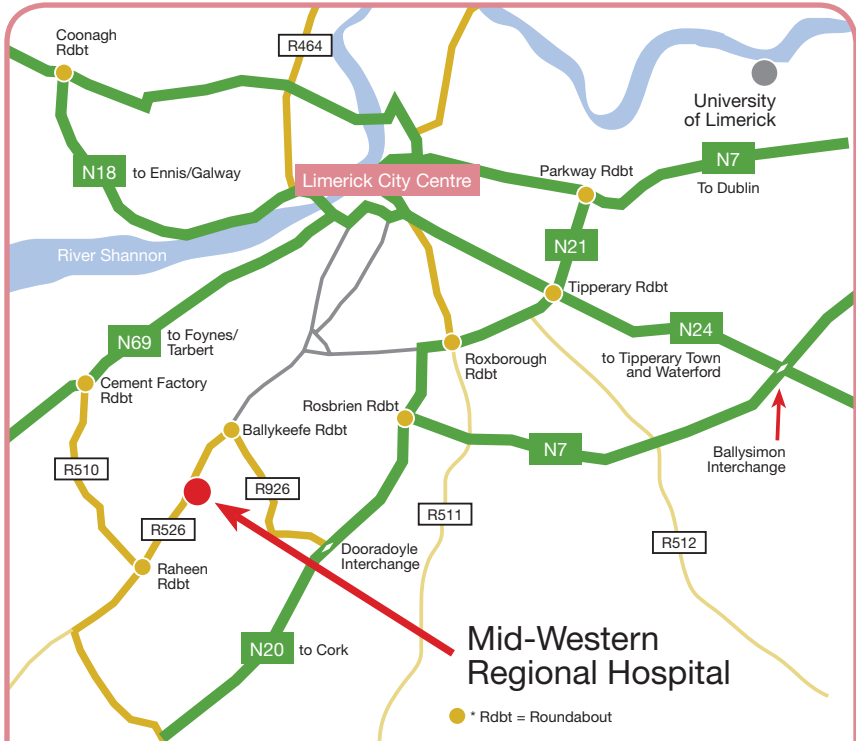 Coonagh
Rdbt
R464
University
of Limerick
N18
to Ennis/Galway
Limerick City Centre
Parkway Rdbt
N7
To Dublin
N21
River Shannon
Tipperary Rdbt
N69
to Foynes/
Tarbert
N24
to Tipperary Town
and Waterford
Cement Factory
Rdbt
Roxborough
Rdbt
Rosbrien Rdbt
Ballykeefe Rdbt
N7
Ballysimon
Interchange
R510
R926
R526
R511
R512
Dooradoyle
Interchange
Raheen
Rdbt
N20
to Cork
Mid-Western
Regional Hospital
* Rdbt = Roundabout